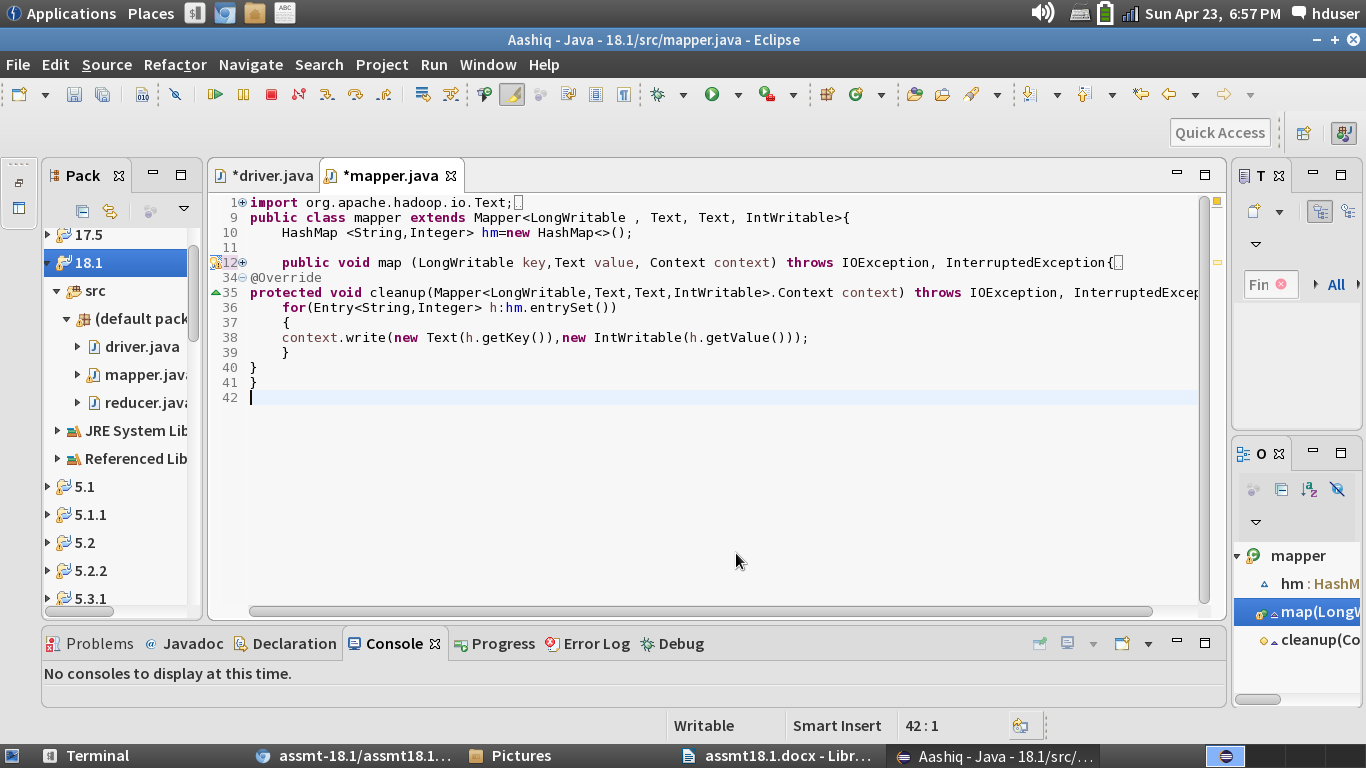 Applications Places Sun Apr 23, 6:57 PM hduser
Aashiq - Java - 18.1/src/mapper.java - Eclipse
File Edit Source Refactor Navigate Search Project Run Window Help
Quick Access
Pack
17.5
18.1
src
(default pack
driver.java
mapper.java
reducer.java
JRE System Lib
Referenced Lib
5.1
5.1.1
5.2
5.2.2
5.3.1
*driver.java *mapper.java
1 import org.apache.hadoop.io.Text;
9 public class mapper extends Mapper<LongWritable , Text, Text, IntWritable>{
10 HashMap <String,Integer> hm=new HashMap<>();
11
12 public void map (LongWritable key,Text value, Context context) throws IOException, InterruptedException{
34 @Override
35 protected void cleanup(Mapper<LongWritable,Text,Text,IntWritable>.Context context) throws IOException, InterruptedExcep
36 for(Entry<String,Integer> h:hm.entrySet())
37 {
38 context.write(new Text(h.getKey()),new IntWritable(h.getValue()));
39 }
40 }
41 }
42
T
Fin All
O
mapper
hm : HashM
map(LongW
cleanup(Co
Problems Javadoc Declaration Console Progress Error Log Debug
No consoles to display at this time.
Writable Smart Insert 42 : 1
Terminal assmt-18.1/assmt18.1... Pictures assmt18.1.docx - Libr... Aashiq - Java - 18.1/src/...